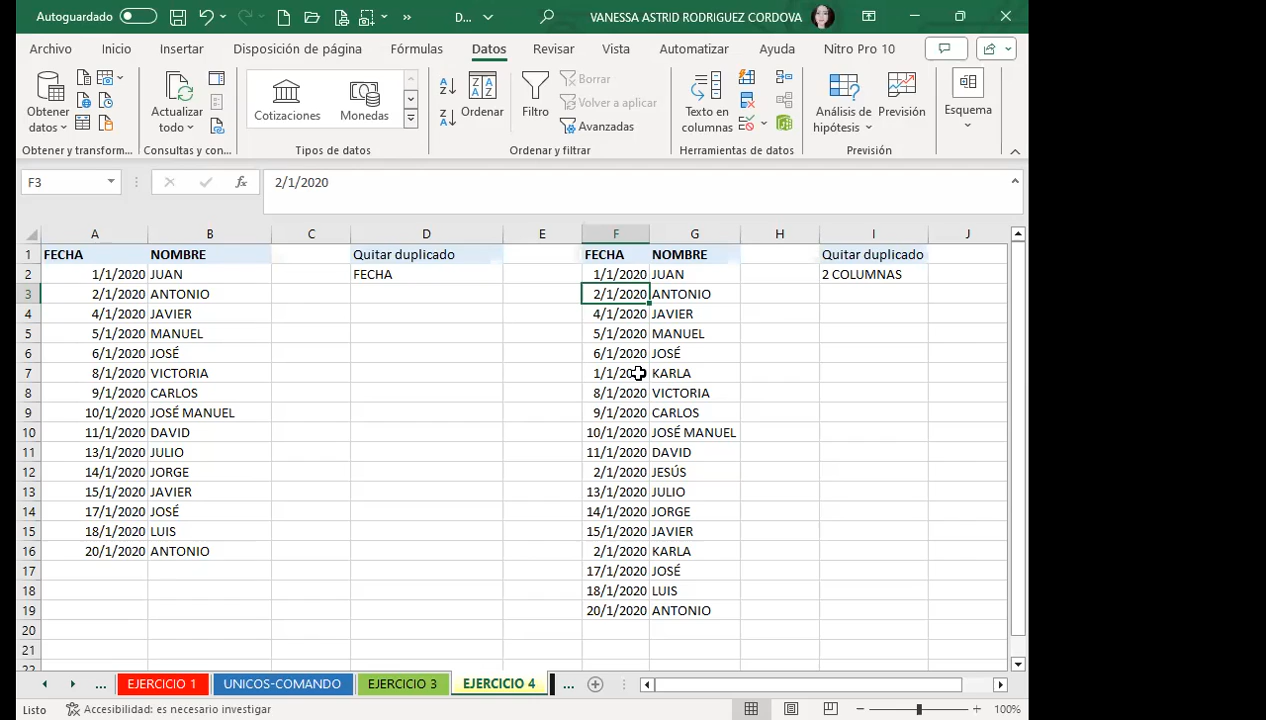 Autoguardado D... VANESSA ASTRID RODRIGUEZ CORDOVA
Archivo Inicio Insertar Disposición de página Fórmulas Datos Revisar Vista Automatizar Ayuda Nitro Pro 10
Obtener datos Actualizar todo Cotizaciones Monedas Ordenar Filtro Borrar Volver a aplicar Avanzadas Texto en columnas Análisis de hipótesis Previsión Esquema
Obtener y transform... Consultas y con... Tipos de datos Ordenar y filtrar Herramientas de datos Previsión
F3 fx 2/1/2020
A B C D E F G H I J
1 FECHA NOMBRE Quitar duplicado FECHA NOMBRE Quitar duplicado
2 1/1/2020 JUAN FECHA 1/1/2020 JUAN 2 COLUMNAS
3 2/1/2020 ANTONIO 2/1/2020 ANTONIO
4 4/1/2020 JAVIER 4/1/2020 JAVIER
5 5/1/2020 MANUEL 5/1/2020 MANUEL
6 6/1/2020 JOSÉ 6/1/2020 JOSÉ
7 8/1/2020 VICTORIA KARLA
8 9/1/2020 CARLOS 8/1/2020 VICTORIA
9 10/1/2020 JOSÉ MANUEL 9/1/2020 CARLOS
10 11/1/2020 DAVID 10/1/2020 JOSÉ MANUEL
11 13/1/2020 JULIO 11/1/2020 DAVID
12 14/1/2020 JORGE 2/1/2020 JESÚS
13 15/1/2020 JAVIER 13/1/2020 JULIO
14 17/1/2020 JOSÉ 14/1/2020 JORGE
15 18/1/2020 LUIS 15/1/2020 JAVIER
16 20/1/2020 ANTONIO 2/1/2020 KARLA
17 17/1/2020 JOSÉ
18 18/1/2020 LUIS
19 20/1/2020 ANTONIO
20
21
... EJERCICIO 1 UNICOS-COMANDO EJERCICIO 3 EJERCICIO 4 ...
Listo Accesibilidad: es necesario investigar 100%